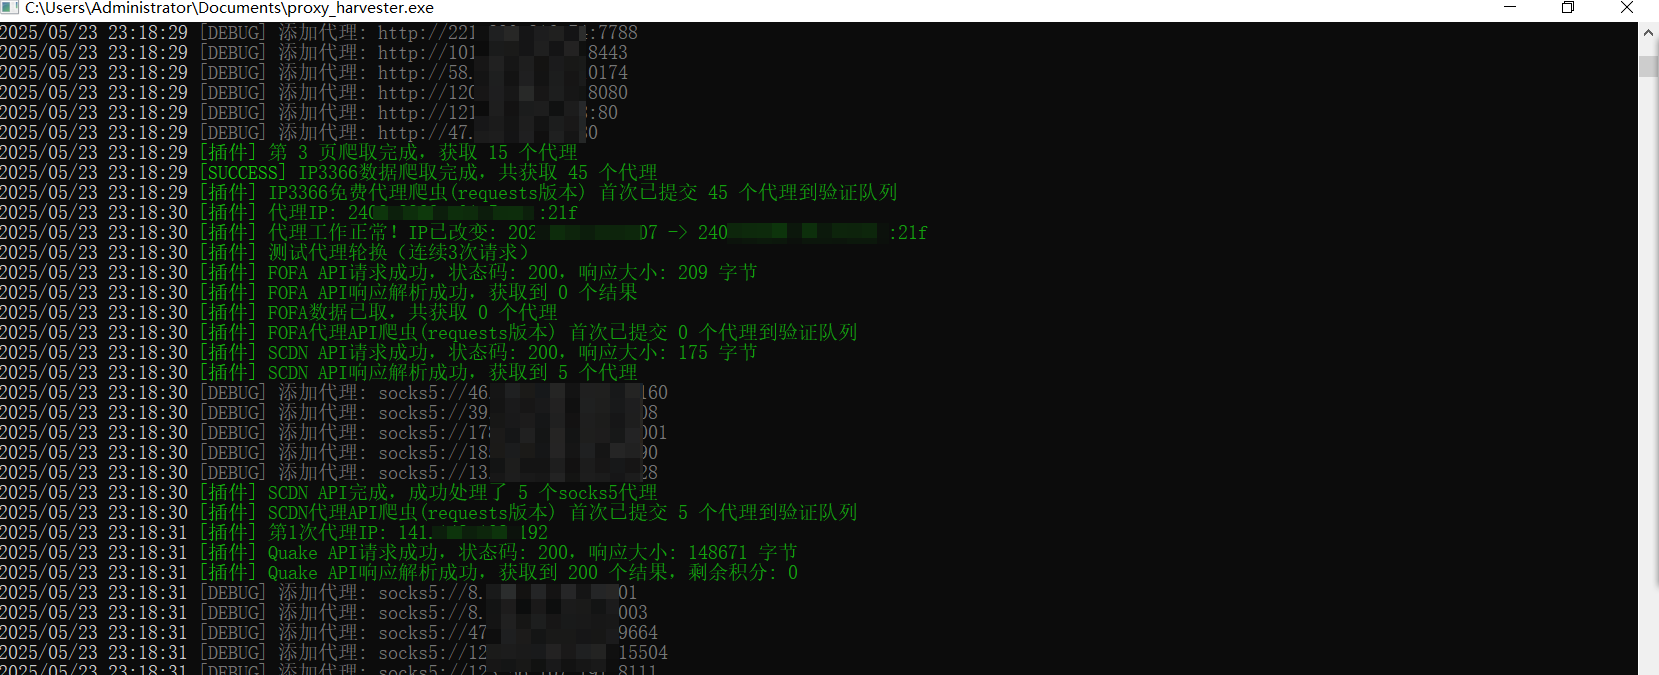 C:\Users\Administrator\Documents\proxy_harvester.exe
2025/05/23 23:18:29 [DEBUG] 添加代理: http://221 :7788
2025/05/23 23:18:29 [DEBUG] 添加代理: http://101 8443
2025/05/23 23:18:29 [DEBUG] 添加代理: http://58. 0174
2025/05/23 23:18:29 [DEBUG] 添加代理: http://120 8080
2025/05/23 23:18:29 [DEBUG] 添加代理: http://121 :80
2025/05/23 23:18:29 [DEBUG] 添加代理: http://47. 80
2025/05/23 23:18:29 [插件] 第 3 页爬取完成，获取 15 个代理
2025/05/23 23:18:29 [SUCCESS] IP3366数据爬取完成，共获取 45 个代理
2025/05/23 23:18:29 [插件] IP3366免费代理爬虫(requests版本) 首次已提交 45 个代理到验证队列
2025/05/23 23:18:30 [插件] 代理IP: 240 :21f
2025/05/23 23:18:30 [插件] 代理工作正常! IP已改变: 202 07 -> 240 :21f
2025/05/23 23:18:30 [插件] 测试代理轮换（连续3次请求）
2025/05/23 23:18:30 [插件] FOFA API请求成功，状态码: 200，响应大小: 209 字节
2025/05/23 23:18:30 [插件] FOFA API响应解析成功，获取到 0 个结果
2025/05/23 23:18:30 [插件] FOFA数据已取，共获取 0 个代理
2025/05/23 23:18:30 [插件] FOFA代理API爬虫(requests版本) 首次已提交 0 个代理到验证队列
2025/05/23 23:18:30 [插件] SCDN API请求成功，状态码: 200，响应大小: 175 字节
2025/05/23 23:18:30 [插件] SCDN API响应解析成功，获取到 5 个代理
2025/05/23 23:18:30 [DEBUG] 添加代理: socks5://46 160
2025/05/23 23:18:30 [DEBUG] 添加代理: socks5://39 08
2025/05/23 23:18:30 [DEBUG] 添加代理: socks5://178 001
2025/05/23 23:18:30 [DEBUG] 添加代理: socks5://18 90
2025/05/23 23:18:30 [DEBUG] 添加代理: socks5://13 28
2025/05/23 23:18:30 [插件] SCDN API完成，成功处理了 5 个socks5代理
2025/05/23 23:18:30 [插件] SCDN代理API爬虫(requests版本) 首次已提交 5 个代理到验证队列
2025/05/23 23:18:31 [插件] 第1次代理IP: 141. 192
2025/05/23 23:18:31 [插件] Quake API请求成功，状态码: 200，响应大小: 148671 字节
2025/05/23 23:18:31 [插件] Quake API响应解析成功，获取到 200 个结果，剩余积分: 0
2025/05/23 23:18:31 [DEBUG] 添加代理: socks5://8. 01
2025/05/23 23:18:31 [DEBUG] 添加代理: socks5://8. 003
2025/05/23 23:18:31 [DEBUG] 添加代理: socks5://47 9664
2025/05/23 23:18:31 [DEBUG] 添加代理: socks5://12 15504
2025/05/23 23:18:31 [DEBUG] 添加代理: socks5://12 8111